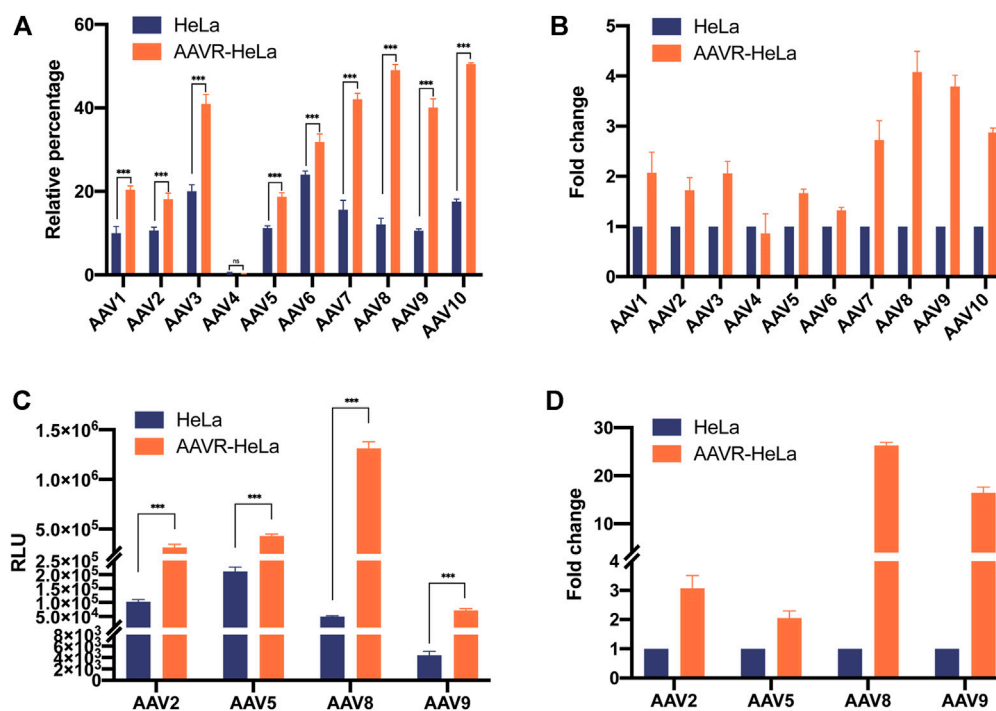 A
HeLa
AAVR-HeLa
Relative percentage
60
40
20
0
***
***
***
ns
***
***
***
***
***
***
AAV1
AAV2
AAV3
AAV4
AAV5
AAV6
AAV7
AAV8
AAV9
AAV10
B
HeLa
AAVR-HeLa
Fold change
5
4
3
2
1
0
AAV1
AAV2
AAV3
AAV4
AAV5
AAV6
AAV7
AAV8
AAV9
AAV10
C
HeLa
AAVR-HeLa
RLU
1.5×10⁶
1.0×10⁶
5.0×10⁵
2.5×10⁵
2.0×10⁵
1.5×10⁵
1.0×10⁵
5.0×10⁴
8×10³
6×10³
4×10³
2×10³
0
***
***
***
***
AAV2
AAV5
AAV8
AAV9
D
HeLa
AAVR-HeLa
Fold change
30
20
10
4
3
2
1
0
AAV2
AAV5
AAV8
AAV9